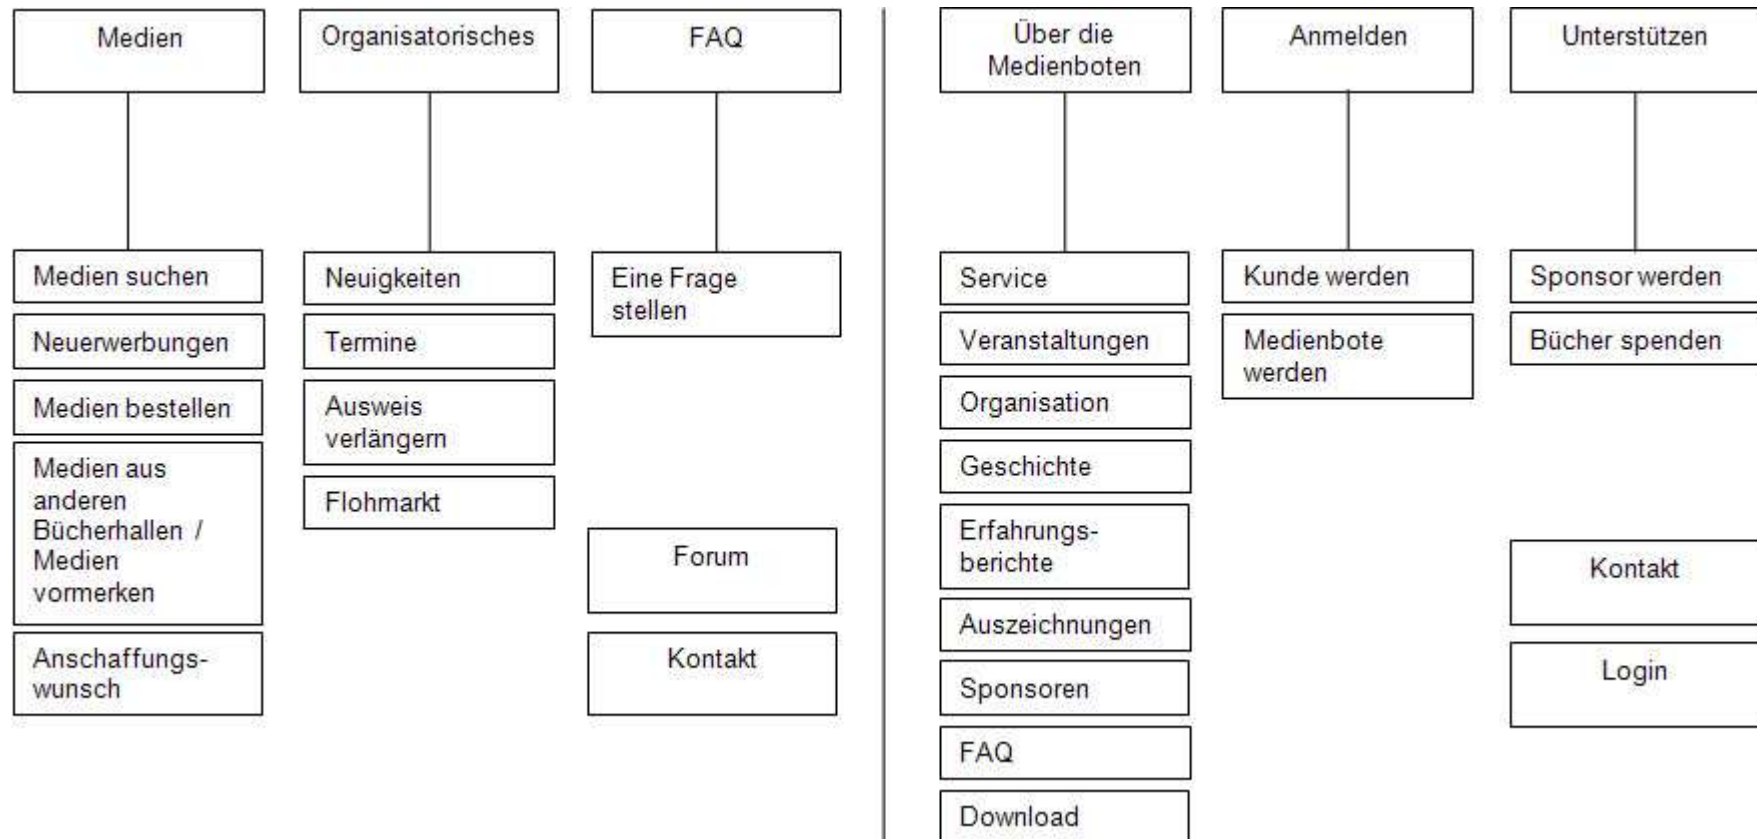 Medien
Organisatorisches
FAQ
Über die
Medienboten
Anmelden
Unterstützen
Medien suchen
Neuerwerbungen
Medien bestellen
Medien aus
anderen
Bücherhallen /
Medien
vormerken
Anschaffungs-
wunsch
Neuigkeiten
Termine
Ausweis
verlängern
Flohmarkt
Eine Frage
stellen
Forum
Kontakt
Service
Veranstaltungen
Organisation
Geschichte
Erfahrungs-
berichte
Auszeichnungen
Sponsoren
FAQ
Download
Kunde werden
Medienbote
werden
Sponsor werden
Bücher spenden
Kontakt
Login